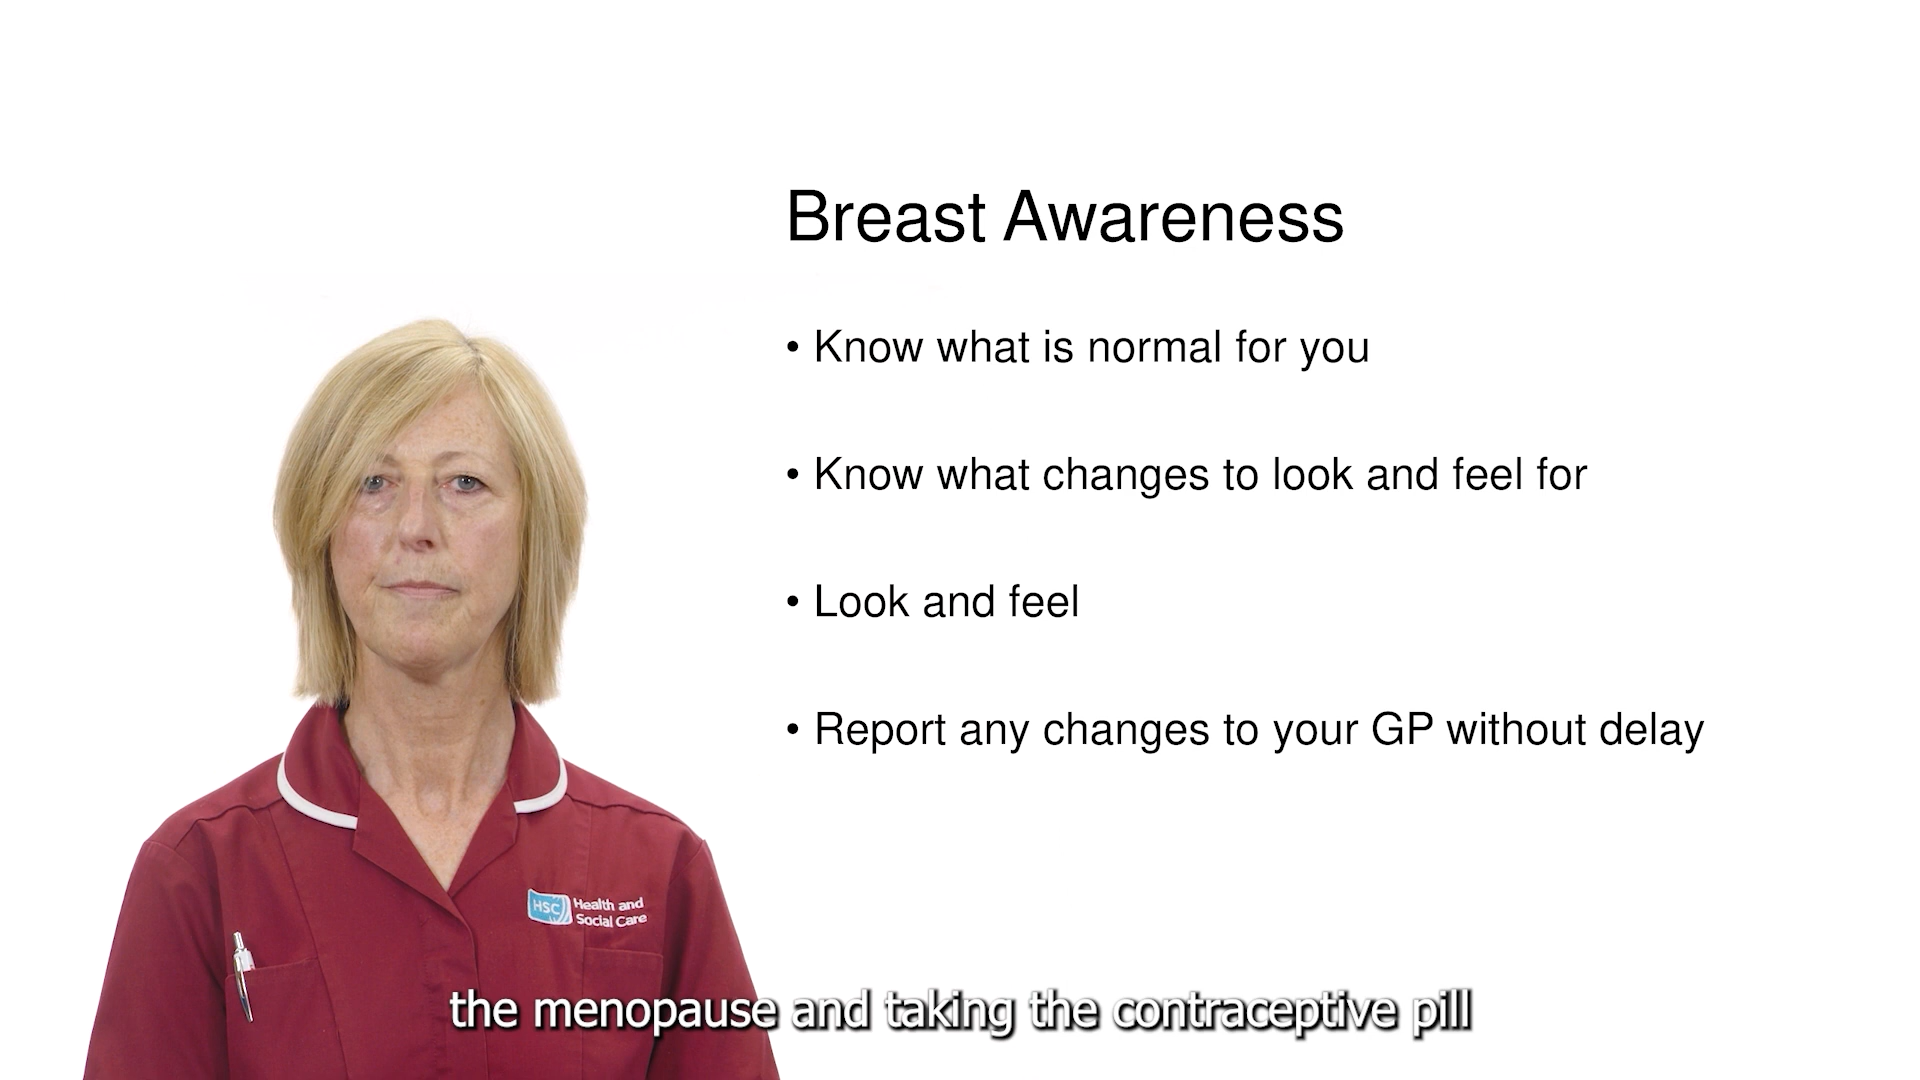 Breast Awareness
• Know what is normal for you
• Know what changes to look and feel for
• Look and feel
• Report any changes to your GP without delay
HSC Health and
Social Care
the menopause and taking the contraceptive pill